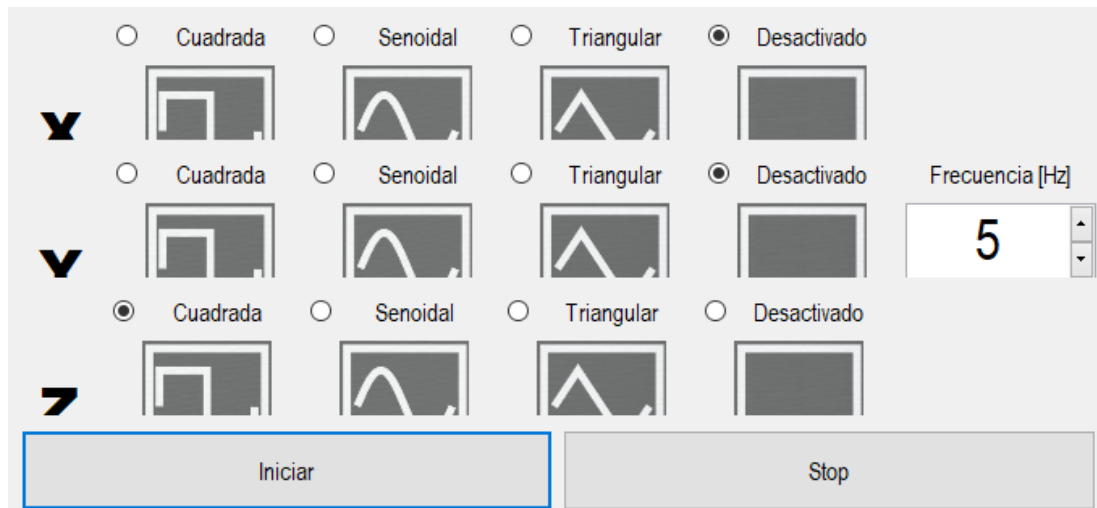 Cuadrada Senoidal Triangular Desactivado
X
Cuadrada Senoidal Triangular Desactivado Frecuencia [Hz]
5
Y
Cuadrada Senoidal Triangular Desactivado
Z
Iniciar Stop